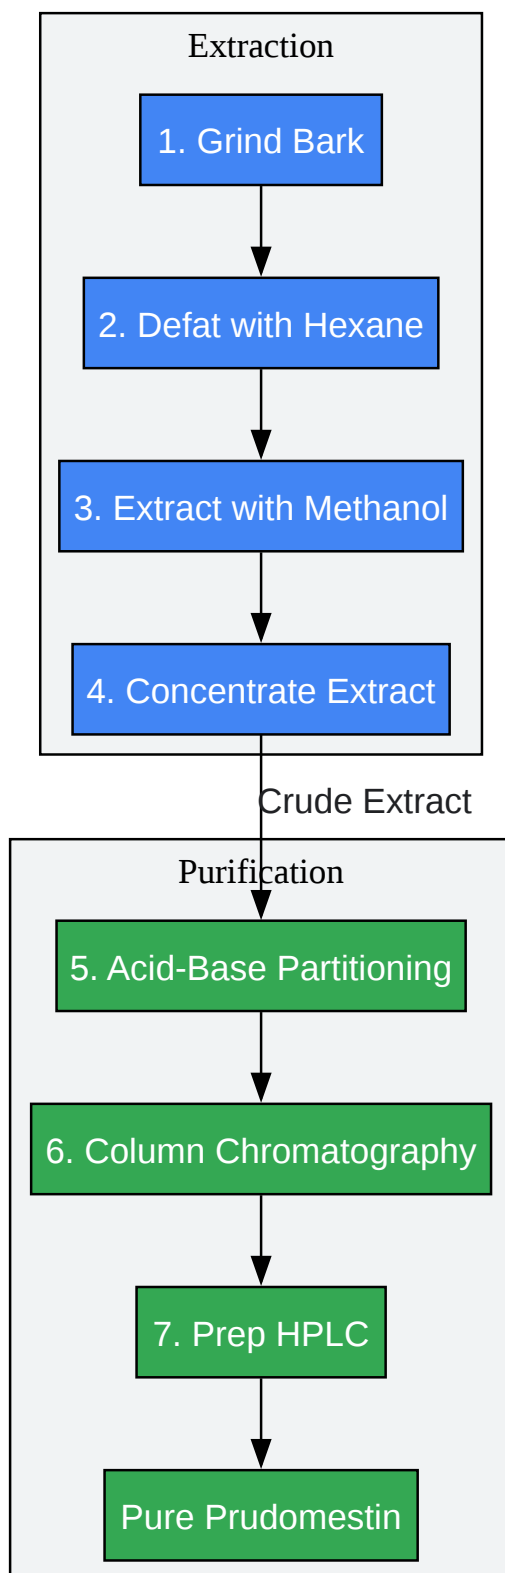 Extraction
1. Grind Bark
2. Defat with Hexane
3. Extract with Methanol
4. Concentrate Extract
Crude Extract
Purification
5. Acid-Base Partitioning
6. Column Chromatography
7. Prep HPLC
Pure Prudomestin